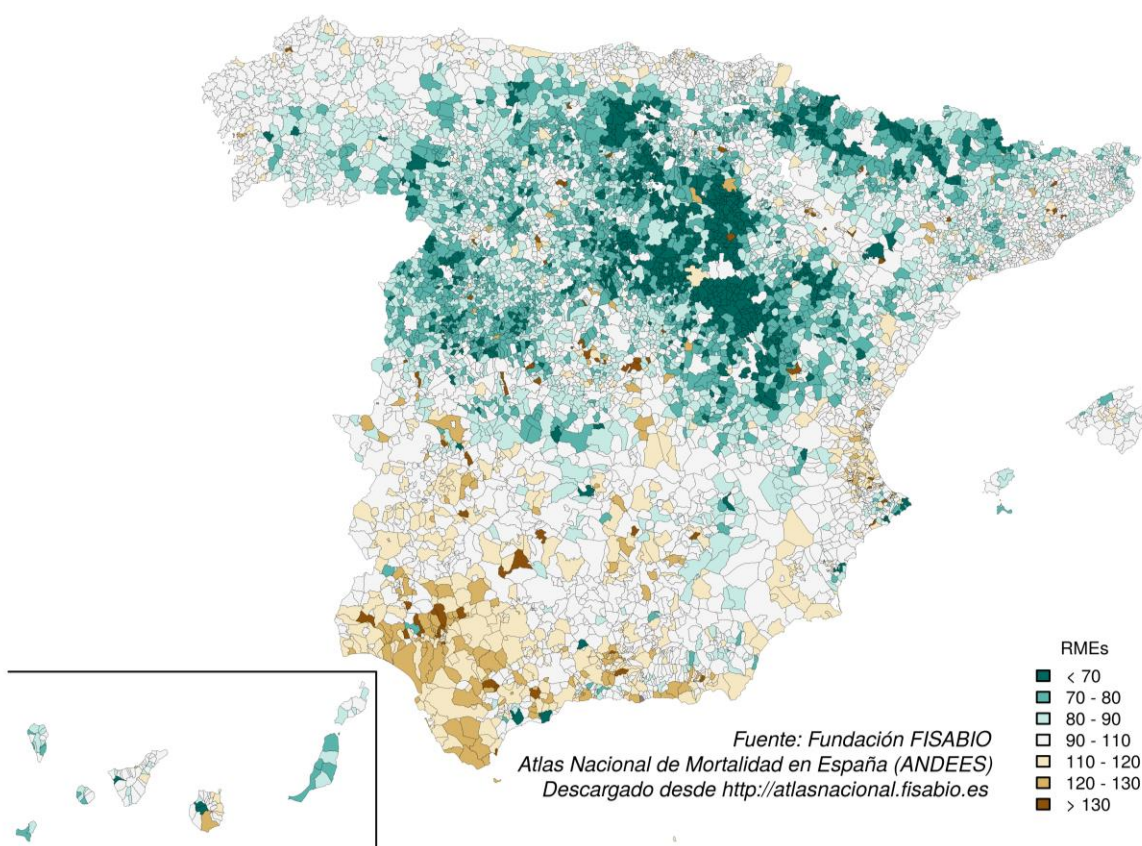 RMEs
< 70
70 - 80
80 - 90
90 - 110
110 - 120
120 - 130
> 130
Fuente: Fundación FISABIO
Atlas Nacional de Mortalidad en España (ANDEES)
Descargado desde http://atlasnacional.fisabio.es